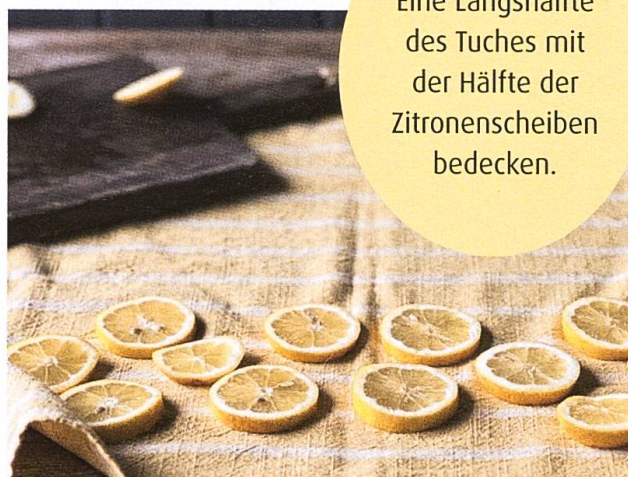 Eine Längshälfte
des Tuches mit
der Hälfte der
Zitronenscheiben
bedecken.